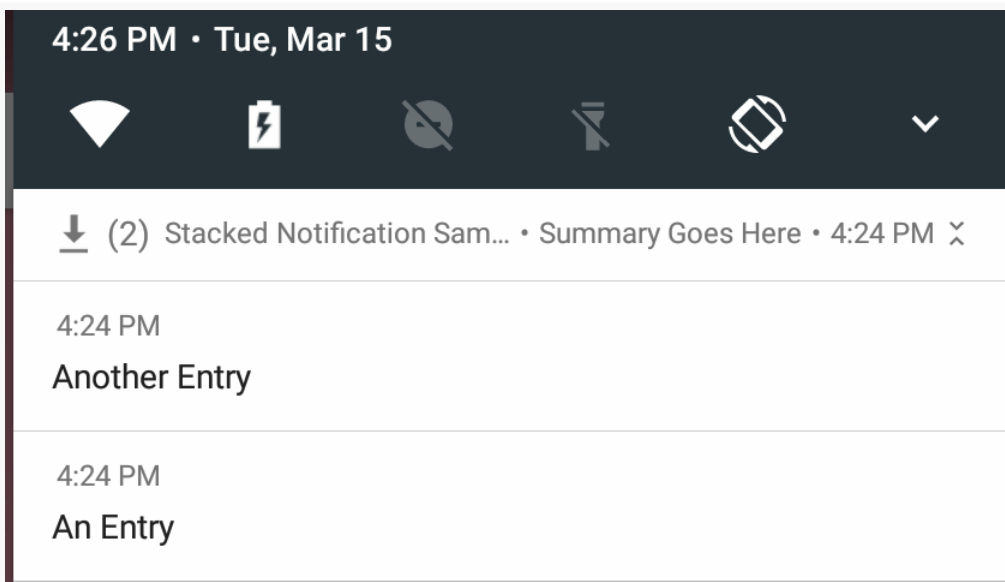 4:26 PM • Tue, Mar 15
(2) Stacked Notification Sam... • Summary Goes Here • 4:24 PM
4:24 PM
Another Entry
4:24 PM
An Entry